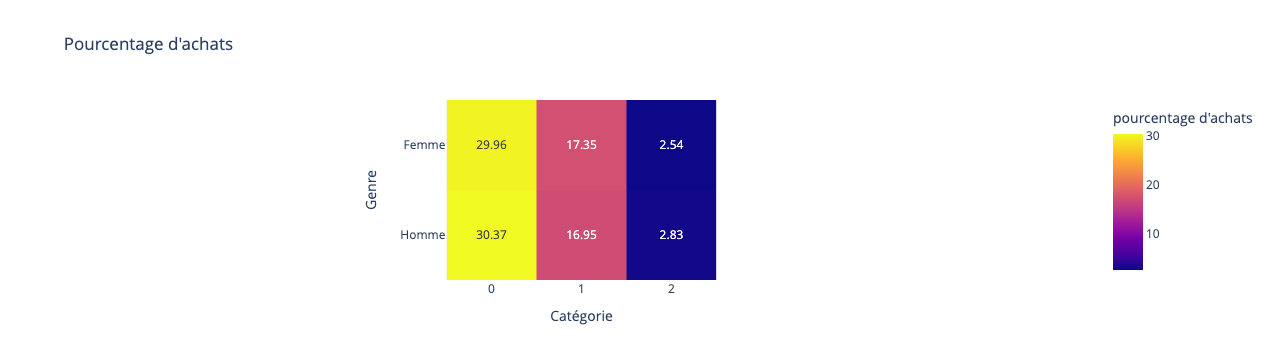 Pourcentage d'achats
pourcentage d'achats
30
20
10
Genre
Femme 29.96 17.35 2.54
Homme 30.37 16.95 2.83
0 1 2
Catégorie